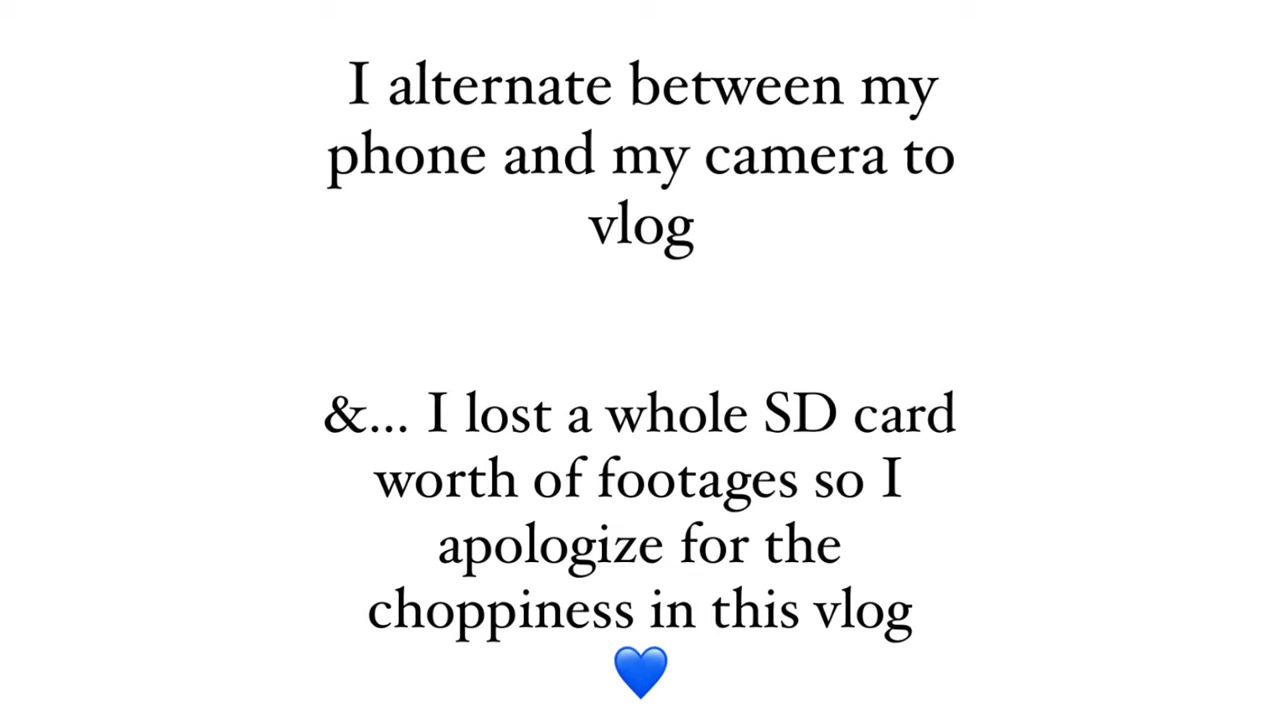 I alternate between my
phone and my camera to
vlog
&... I lost a whole SD card
worth of footages so I
apologize for the
choppiness in this vlog
💙